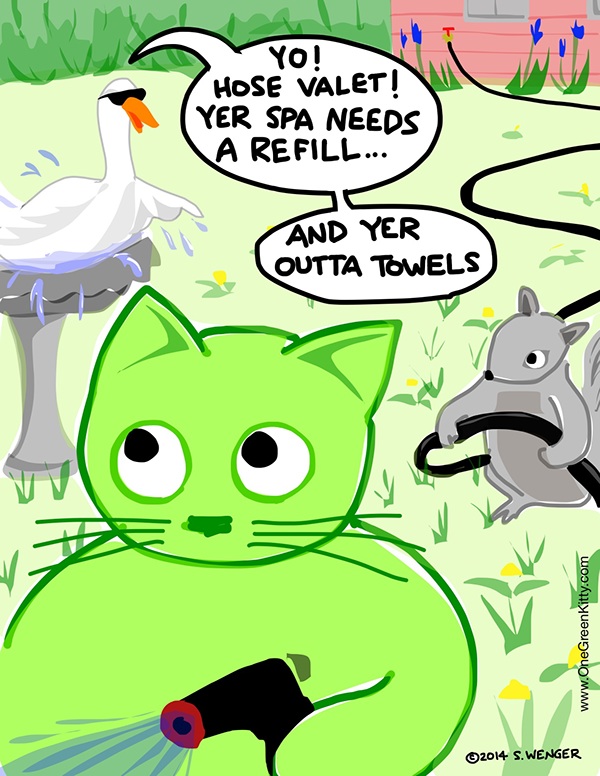 YO!
HOSE VALET!
YER SPA NEEDS
A REFILL...
AND YER
OUTTA TOWELS
www.OneGreenKitty.com
©2014 S.WENGER